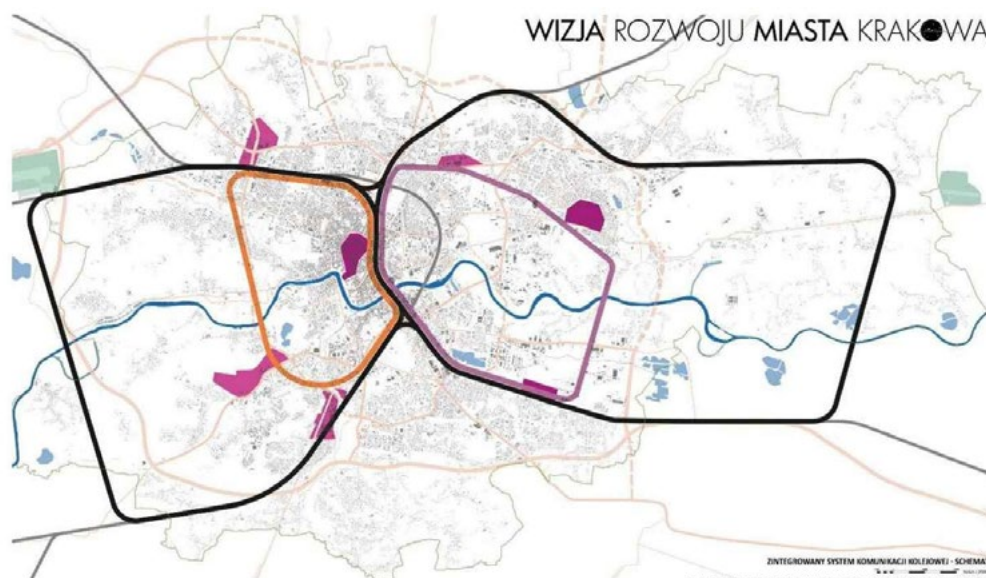 WIZJA ROZWOJU MIASTA KRAKOWA
ZINTEGROWANY SYSTEM KOMUNIKACJI KOLEJOWEJ - SCHEMAT